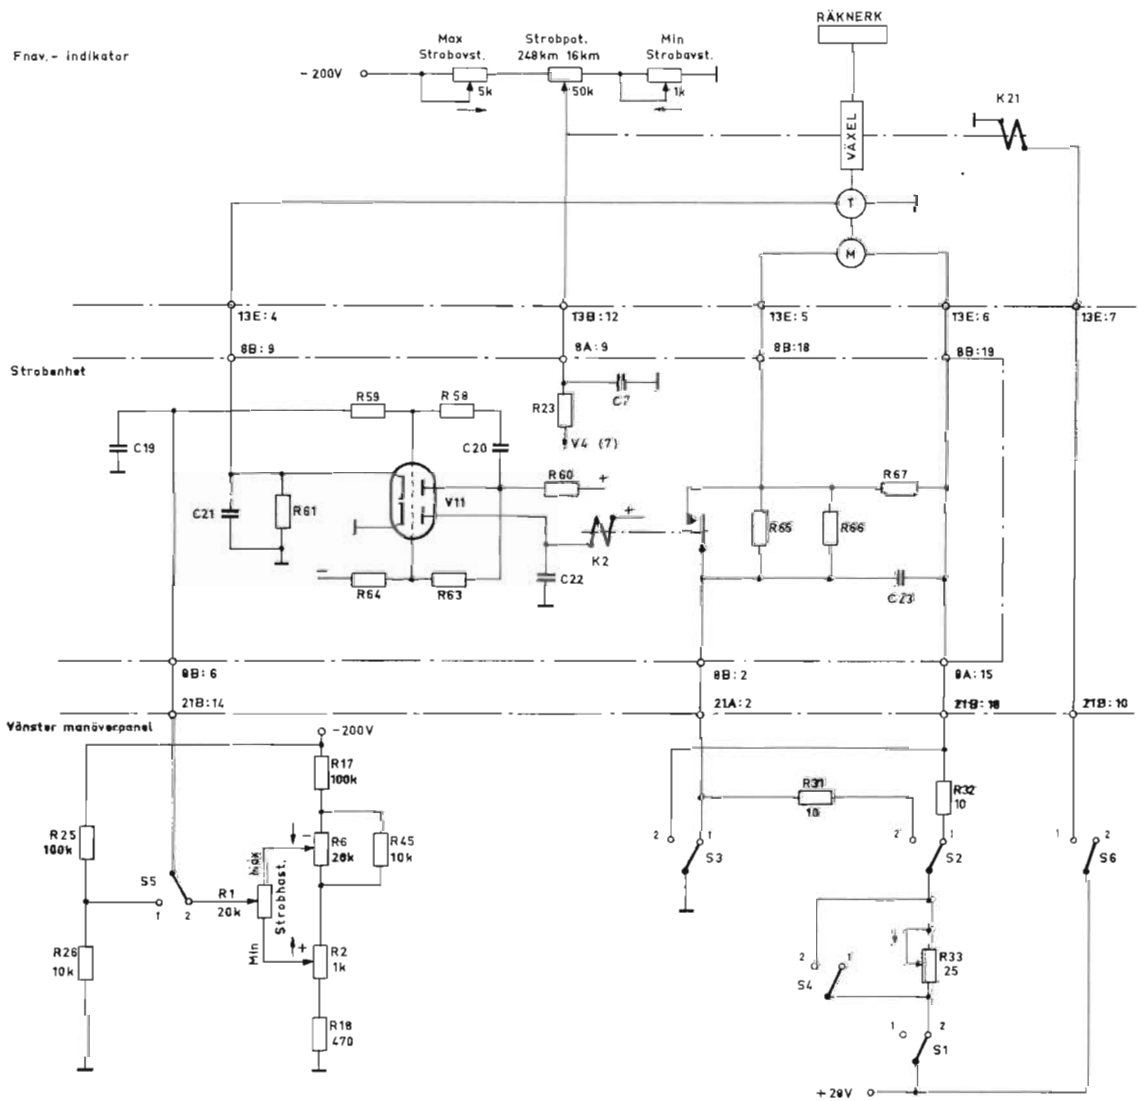 RÄKNERK
Fnav.- indikator
Max
Strobavst.
Strobpot.
248km 16km
Min
Strobavst.
-200V
5k
50k
1k
K21
VÄXEL
T
M
13E:4
13B:12
13E:5
13E:6
13E:7
8B:9
8A:9
8B:18
8B:19
Strobenhet
R59
R58
C7
R23
V4 (7)
C19
C20
R60
+
R67
V11
C21
R61
+
R65
R66
K2
C22
–
R64
R63
C23
8B:6
8B:2
8A:15
21B:14
21A:2
21B:18
21B:10
Vänster manöverpanel
-200V
R17
100k
R31
10
R32
10
R25
100k
–
R6
20k
R45
10k
2
1
S3
2
1
S2
1
2
S6
S5
1
2
R1
20k
Max
Strobhast.
Min
+
R2
1k
R26
10k
2
1
S4
R33
25
R18
470
1
2
S1
+28V